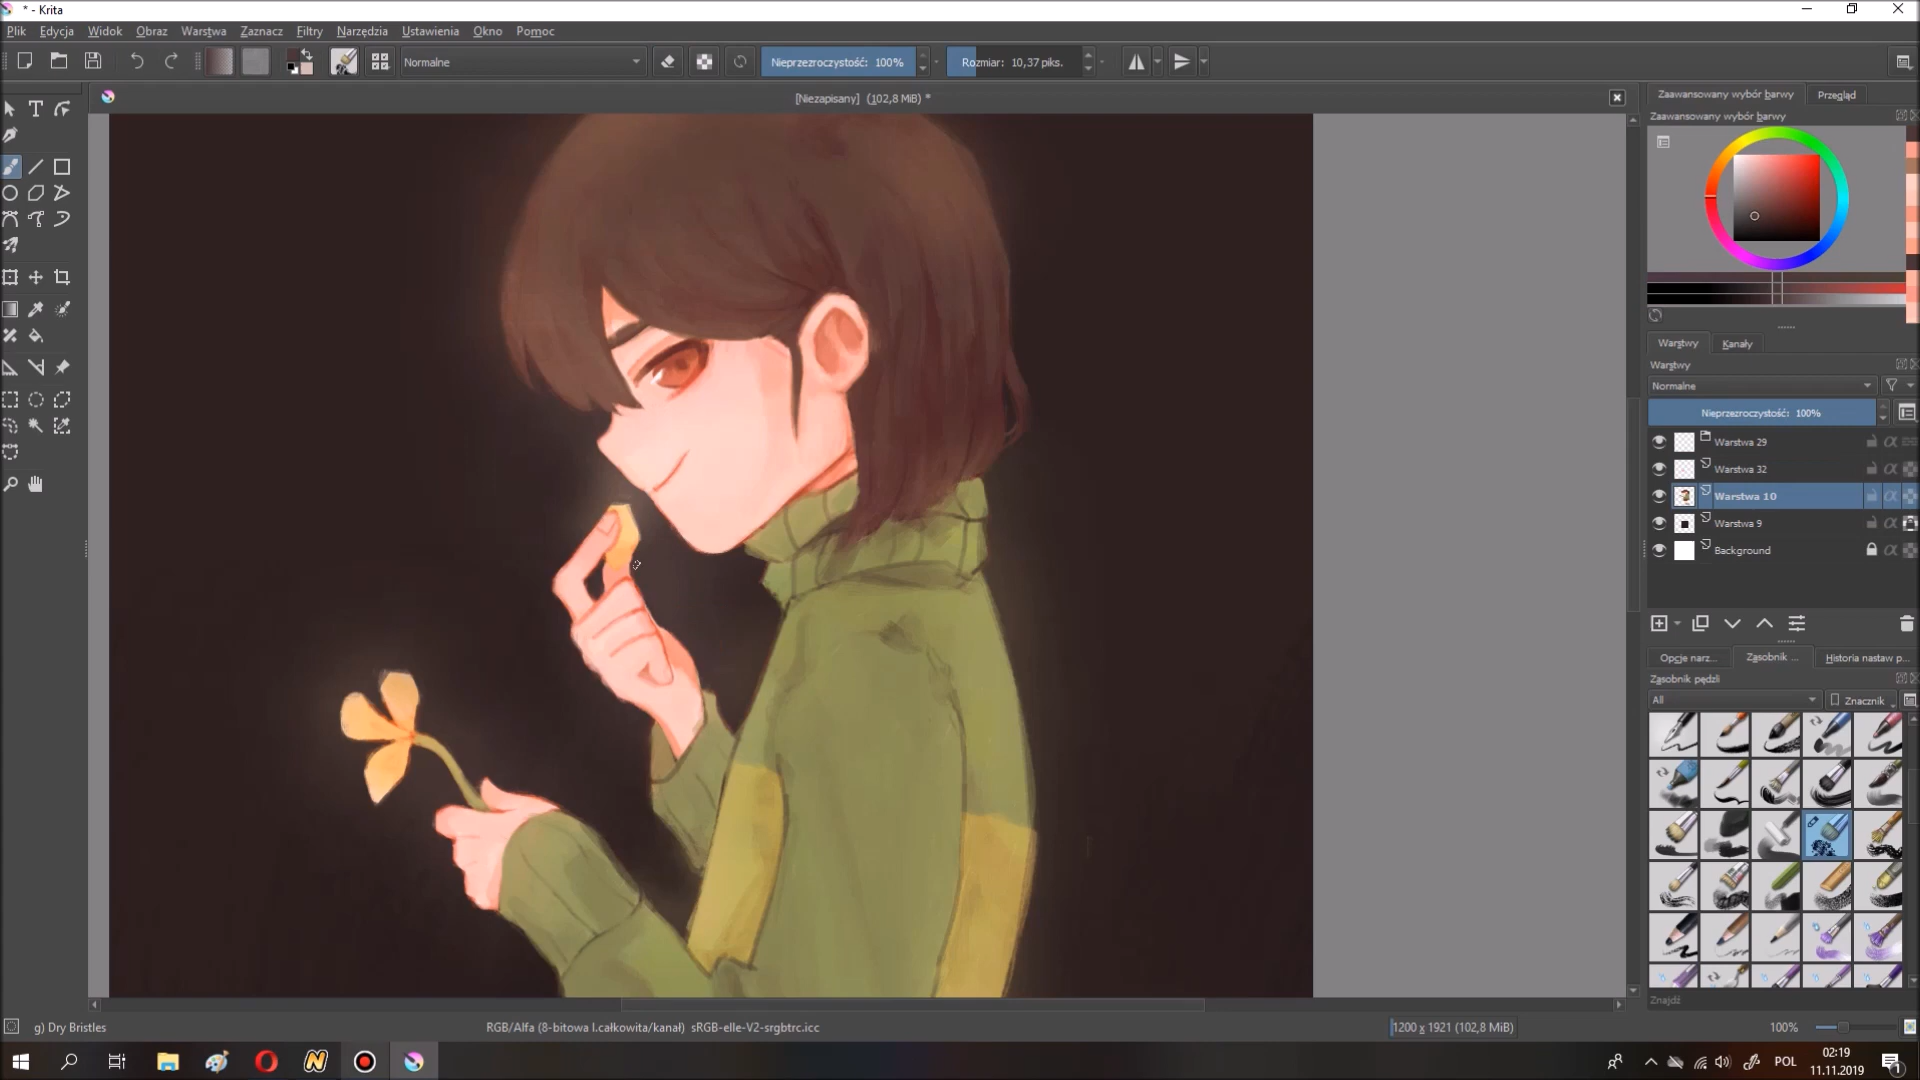 * - Krita
Plik Edycja Widok Obraz Warstwa Zaznacz Filtry Narzędzia Ustawienia Okno Pomoc
Normalne
Nieprzezroczystość: 100%
Rozmiar: 10,37 piks.
[Niezapisany] (102,8 MiB) *
Zaawansowany wybór barwy
Przegląd
Zaawansowany wybór barwy
Warstwy
Kanały
Warstwy
Normalne
Nieprzezroczystość: 100%
Warstwa 29
Warstwa 32
Warstwa 10
Warstwa 9
Background
Opcje narz...
Zasobnik ...
Historia nastaw p...
Zasobnik pędzli
All
Znacznik
Znajdź
g) Dry Bristles
RGB/Alfa (8-bitowa l.całkowita/kanał) sRGB-elle-V2-srgbtrc.icc
1200 x 1921 (102,8 MiB)
100%
POL
02:19
11.11.2019
1